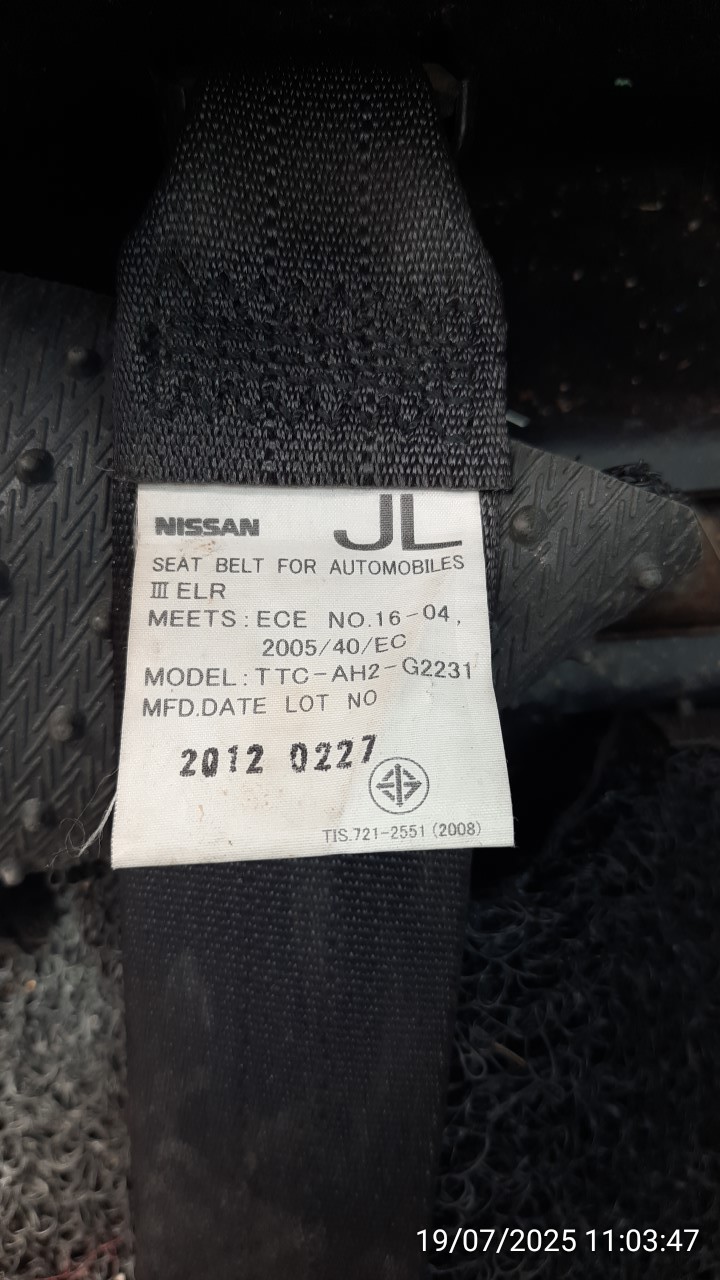 NISSAN JL
SEAT BELT FOR AUTOMOBILES
Ⅲ ELR
MEETS : ECE NO.16-04,
2005/40/EC
MODEL : TTC-AH2-G2231
MFD.DATE LOT NO
2012 0227
TIS.721-2551 (2008)
19/07/2025 11:03:47